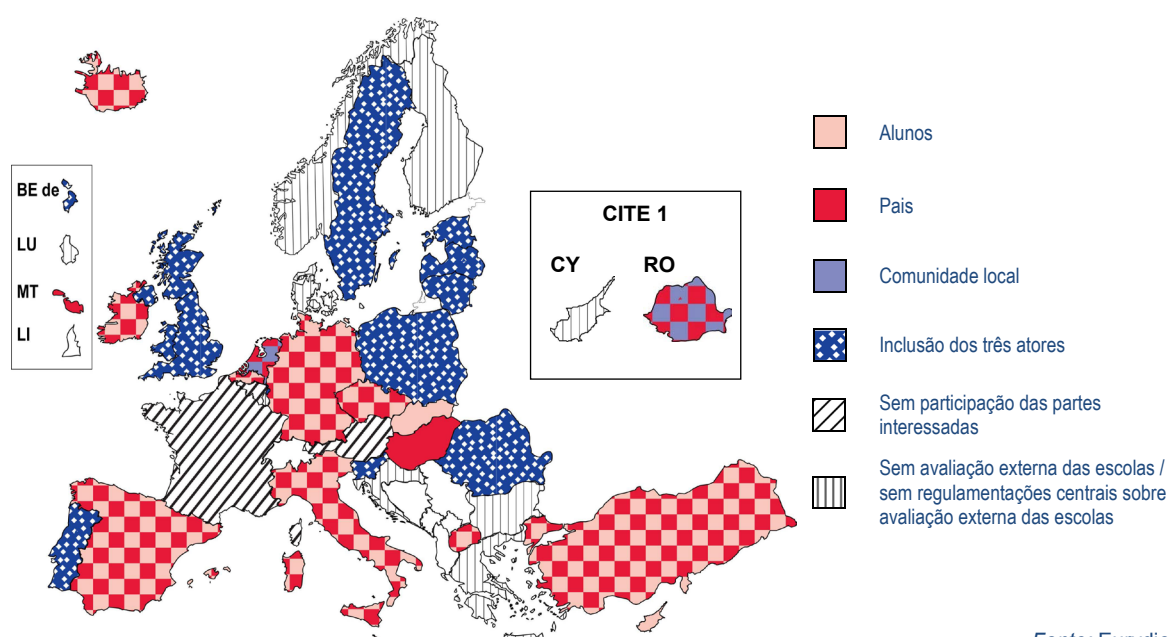 BE de
LU
MT
LI
CITE 1
CY RO
Alunos
Pais
Comunidade local
Inclusão dos três atores
Sem participação das partes
interessadas
Sem avaliação externa das escolas /
sem regulamentações centrais sobre
avaliação externa das escolas